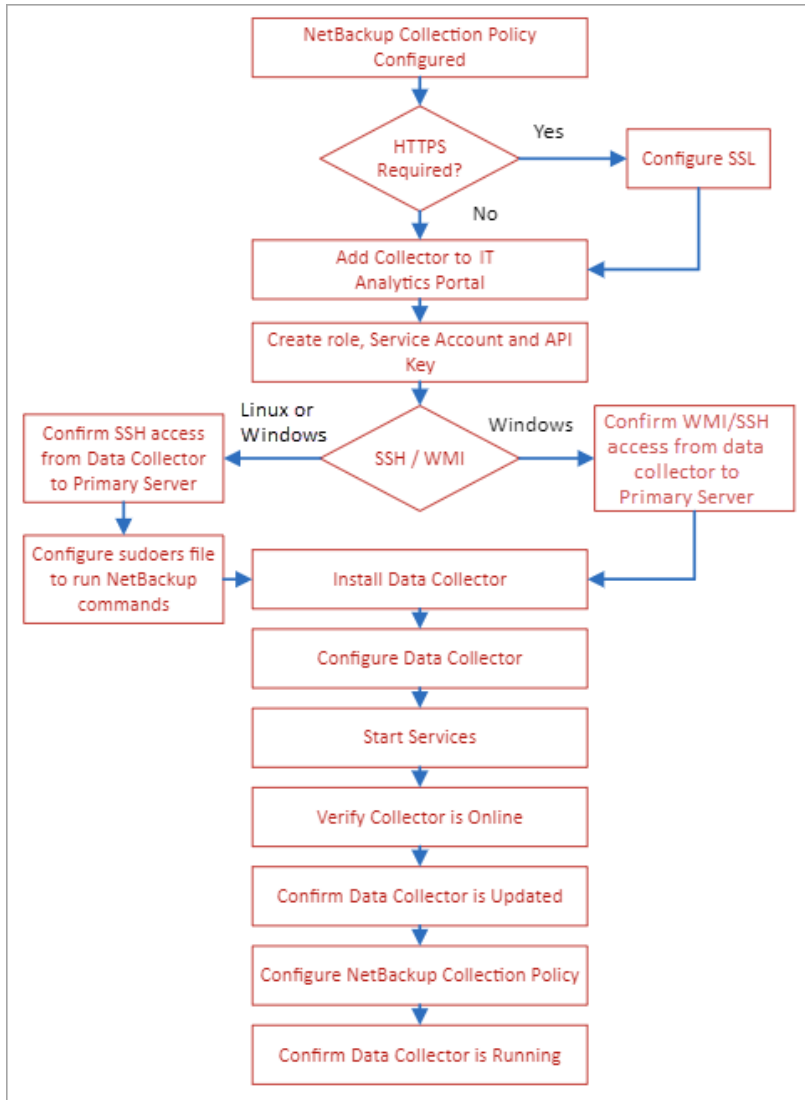 NetBackup Collection Policy
Configured
HTTPS
Required?
Yes
Configure SSL
No
Add Collector to IT
Analytics Portal
Create role, Service Account and API
Key
Linux or
Windows
Confirm SSH access
from Data Collector
to Primary Server
SSH / WMI
Windows
Confirm WMI/SSH
access from data
collector to
Primary Server
Configure sudoers file
to run NetBackup
commands
Install Data Collector
Configure Data Collector
Start Services
Verify Collector is Online
Confirm Data Collector is Updated
Configure NetBackup Collection Policy
Confirm Data Collector is Running